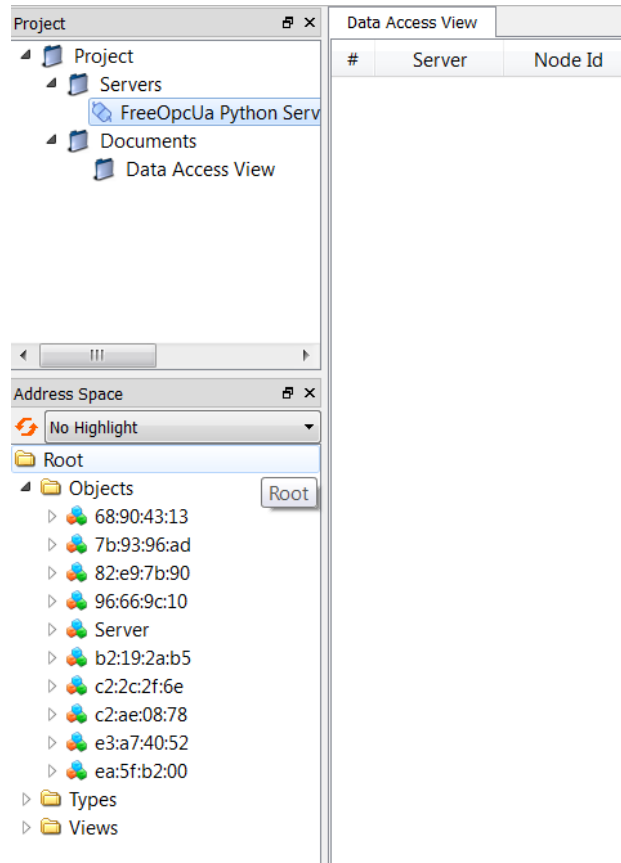 Project
Project
Servers
FreeOpcUa Python Serv
Documents
Data Access View
Address Space
No Highlight
Root
Objects
Root
68:90:43:13
7b:93:96:ad
82:e9:7b:90
96:66:9c:10
Server
b2:19:2a:b5
c2:2c:2f:6e
c2:ae:08:78
e3:a7:40:52
ea:5f:b2:00
Types
Views
Data Access View
# Server Node Id